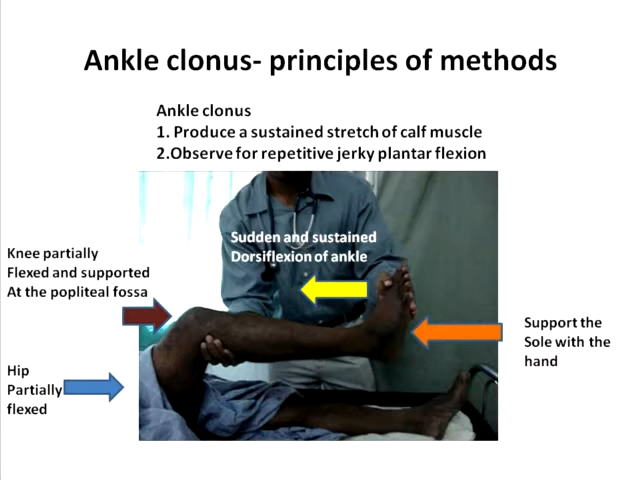 Ankle clonus- principles of methods
Ankle clonus
1. Produce a sustained stretch of calf muscle
2.Observe for repetitive jerky plantar flexion
Sudden and sustained
Dorsiflexion of ankle
Knee partially
Flexed and supported
At the popliteal fossa
Support the
Sole with the
hand
Hip
Partially
flexed